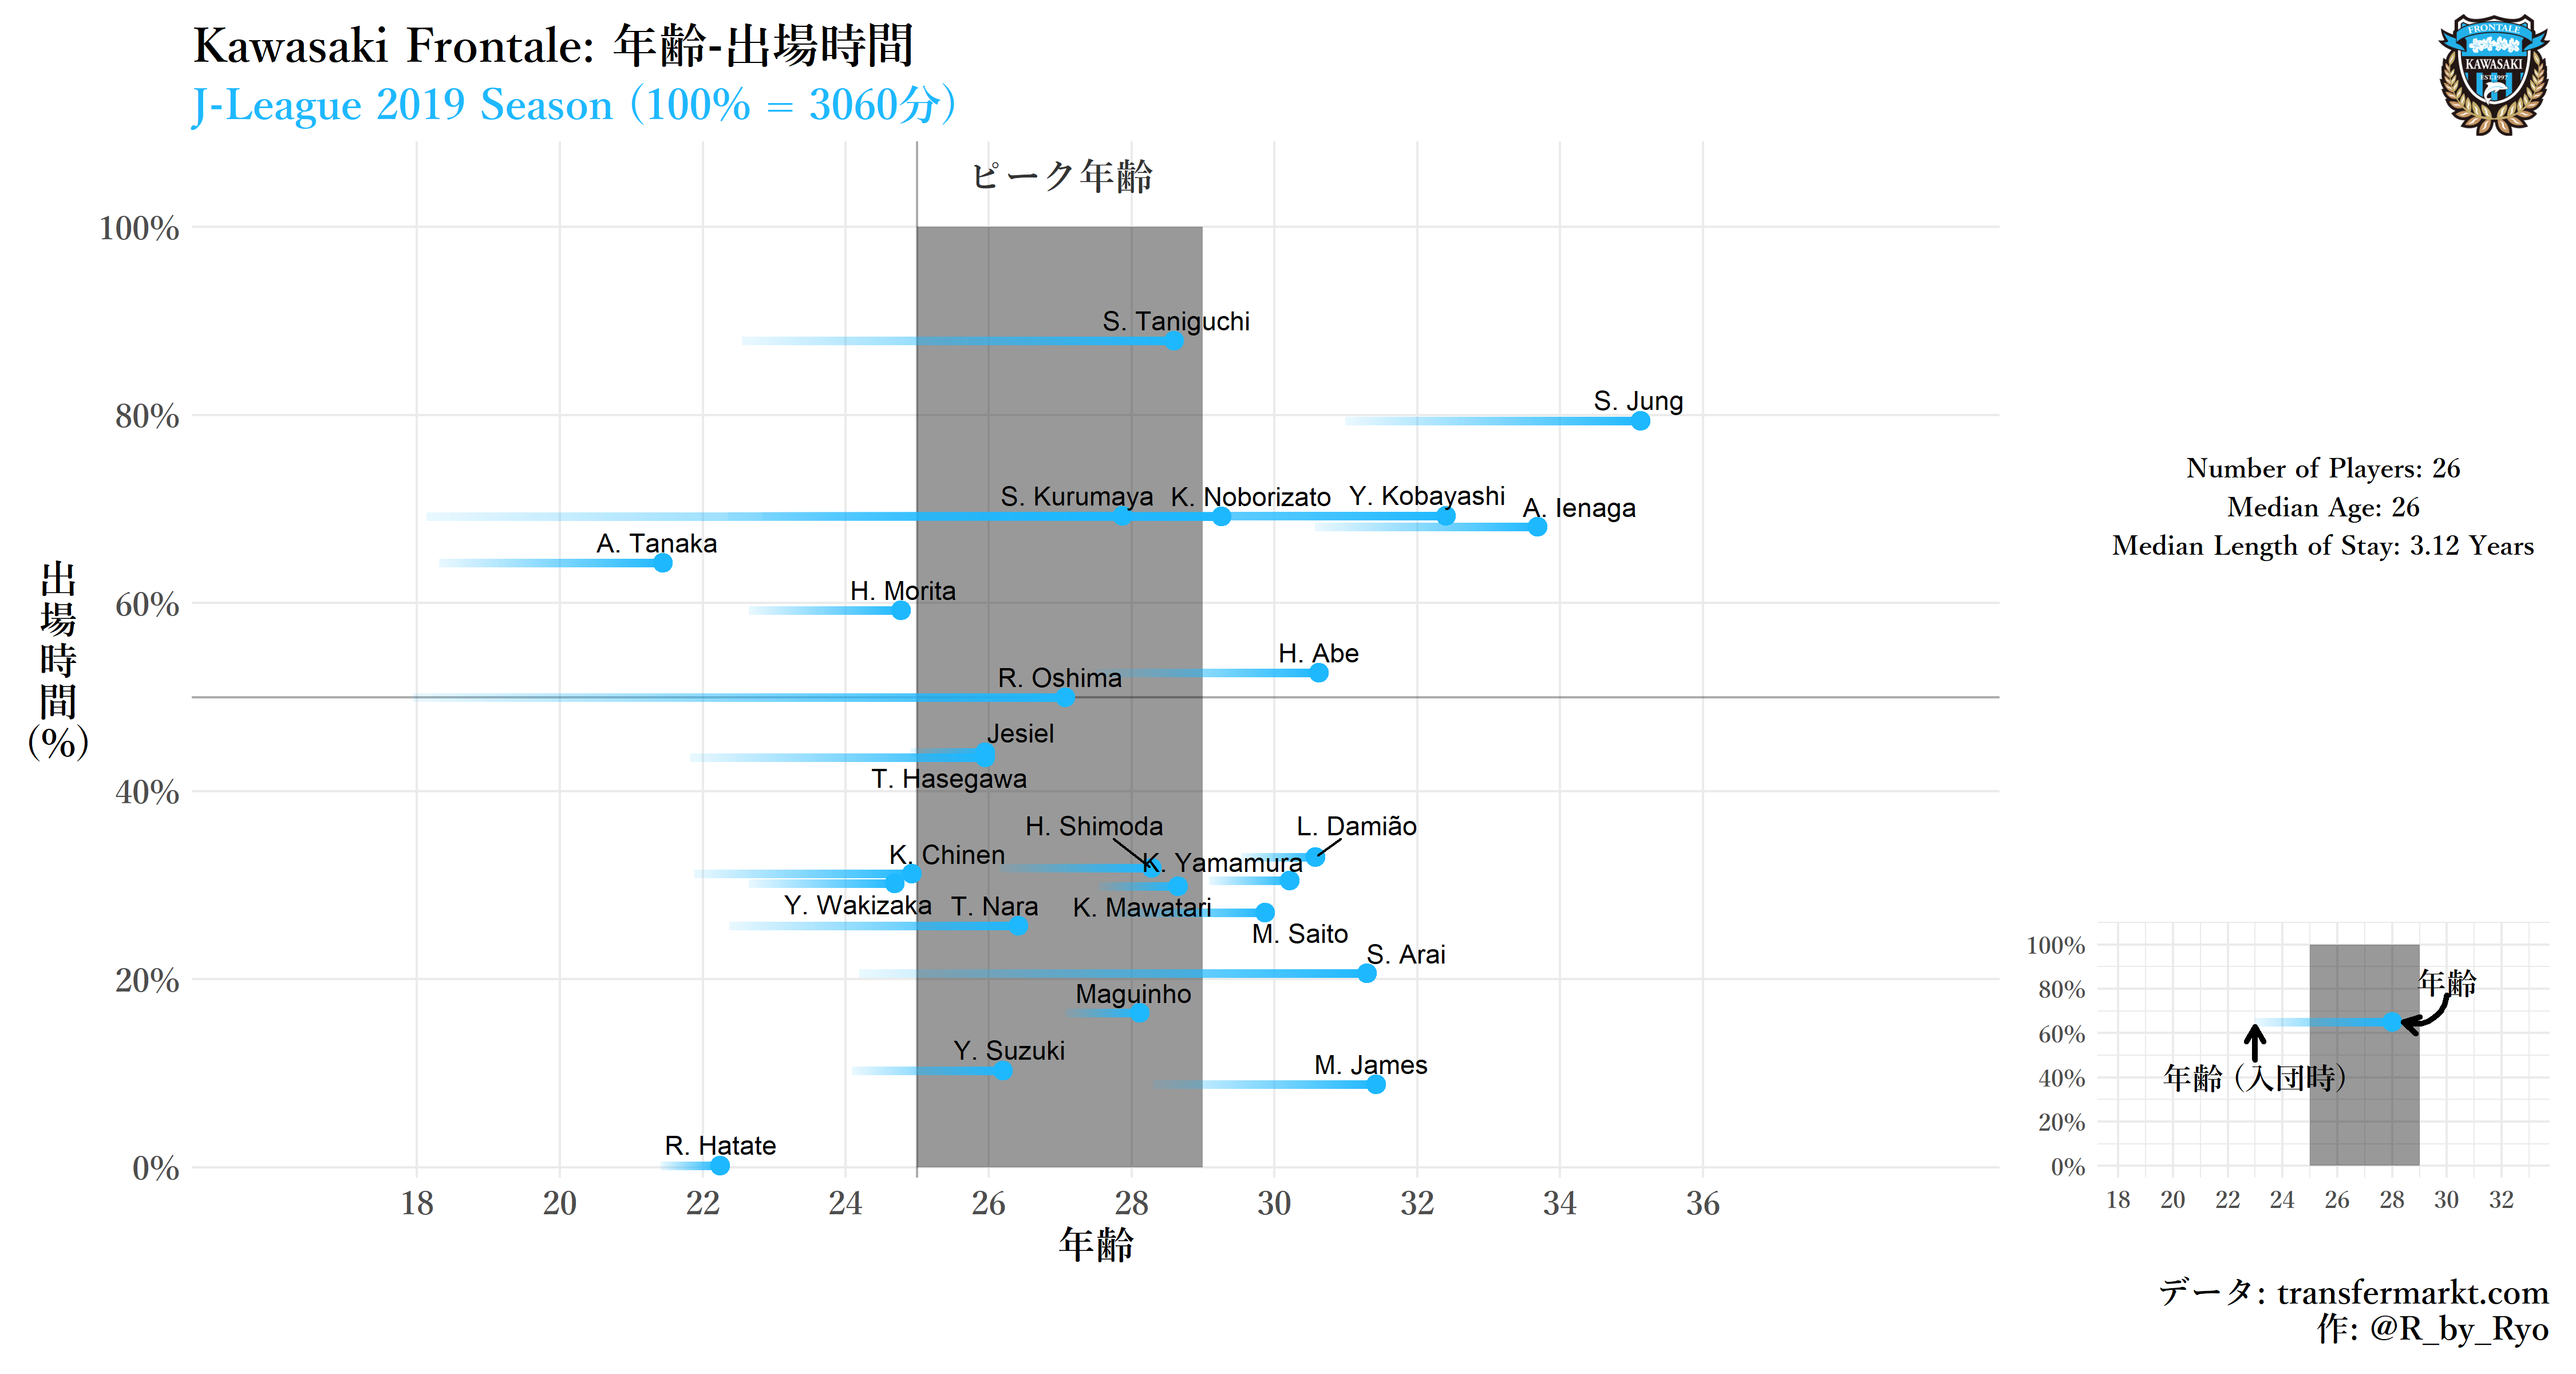 Kawasaki Frontale: 年齢-出場時間
J-League 2019 Season (100% = 3060分)
FRONTALE
KAWASAKI
EST.1997
ピーク年齢
100%
80%
60%
40%
20%
0%
出場時間(%)
S. Taniguchi
S. Jung
S. Kurumaya
K. Noborizato
Y. Kobayashi
A. Ienaga
A. Tanaka
H. Morita
H. Abe
R. Oshima
Jesiel
T. Hasegawa
H. Shimoda
L. Damião
K. Chinen
K. Yamamura
Y. Wakizaka
T. Nara
K. Mawatari
M. Saito
S. Arai
Maguinho
Y. Suzuki
M. James
R. Hatate
18 20 22 24 26 28 30 32 34 36
年齢
Number of Players: 26
Median Age: 26
Median Length of Stay: 3.12 Years
100%
80%
60%
40%
20%
0%
年齢
年齢 (入団時)
18 20 22 24 26 28 30 32
データ: transfermarkt.com
作: @R_by_Ryo